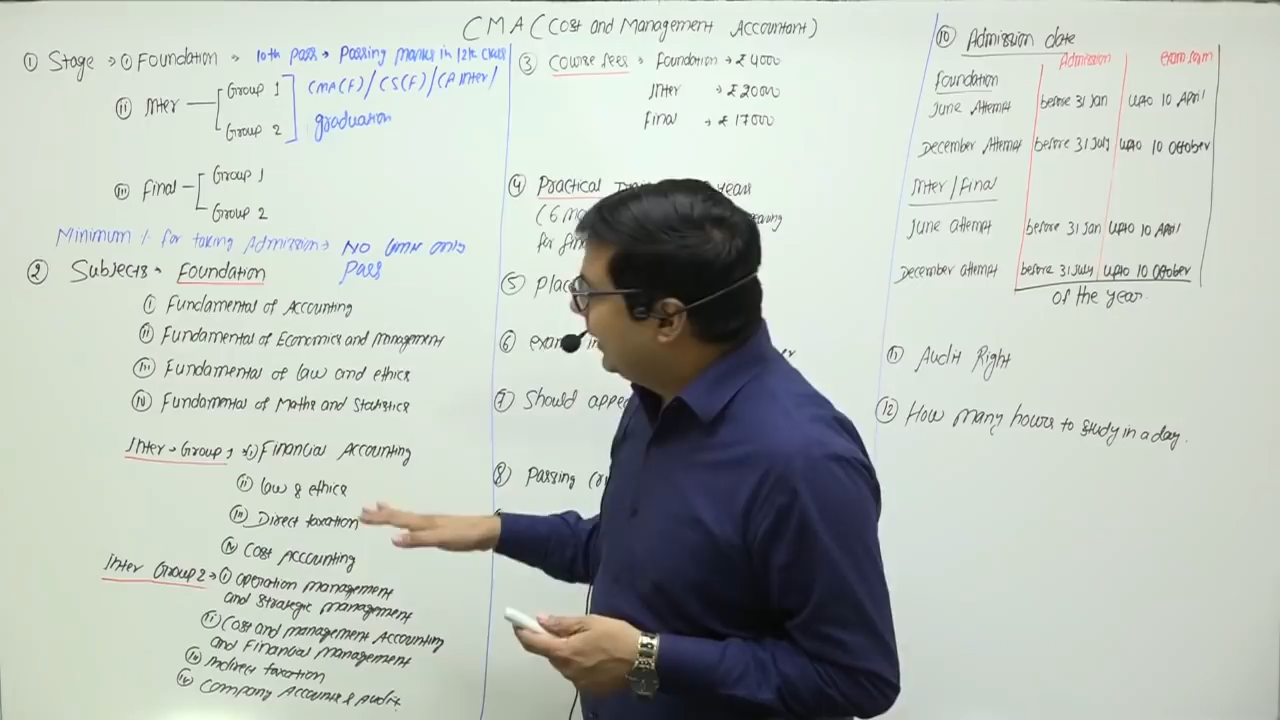 CMA (Cost and Management Accountant)
① Stage → ① Foundation → 10th pass → Passing marks in 12th class
ⅱ Inter Group 1
Group 2
CMA(F)/CS(F)/CA Inter/
graduation
ⅲ Final Group 1
Group 2
Minimum % for taking Admission → No limit only
Pass
② Subjects → Foundation
ⅰ Fundamental of Accounting
ⅱ Fundamental of Economics and management
ⅲ Fundamental of law and ethics
ⅳ Fundamental of Maths and Statistics
Inter → Group 1 → ⅰ Financial Accounting
ⅱ law & ethics
ⅲ Direct taxation
ⅳ Cost Accounting
Inter Group 2 → ⅰ Operation management
and strategic management
ⅱ Cost and management Accounting
and Financial management
ⅳ Indirect taxation
ⅳ Company Accounts & Audit
③ Course fees → Foundation → ₹ 4000
Inter → ₹ 20000
Final → ₹ 17000
④ Practical
(6
for
⑤
⑥
⑦ Should
⑧ Passing
⑩ Admission date
Admission exam form
Foundation
June Attempt before 31 Jan upto 10 April
December Attempt before 31 July upto 10 October
Inter/Final
June attempt before 31 Jan upto 10 April
December attempt before 31 July upto 10 October
of the year.
⑪ Audit Right
⑫ How many hours to study in a day.